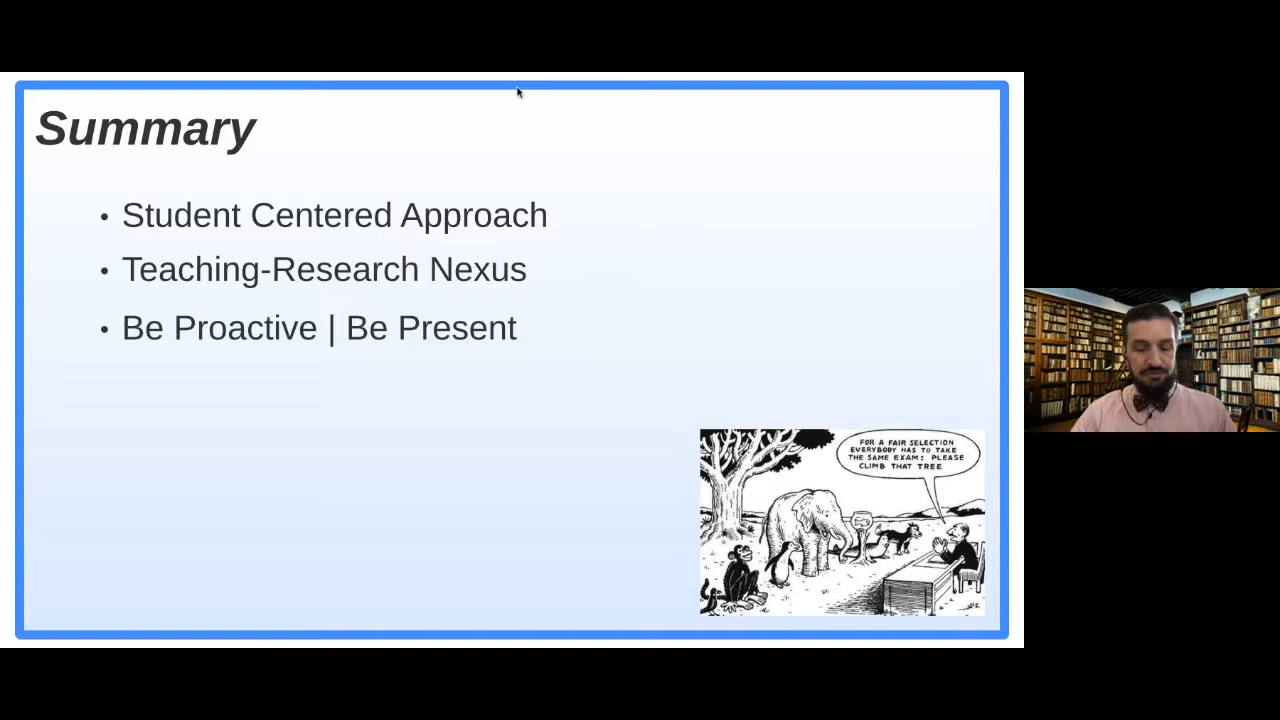 Summary
• Student Centered Approach
• Teaching-Research Nexus
• Be Proactive | Be Present
FOR A FAIR SELECTION
EVERYBODY HAS TO TAKE
THE SAME EXAM: PLEASE
CLIMB THAT TREE